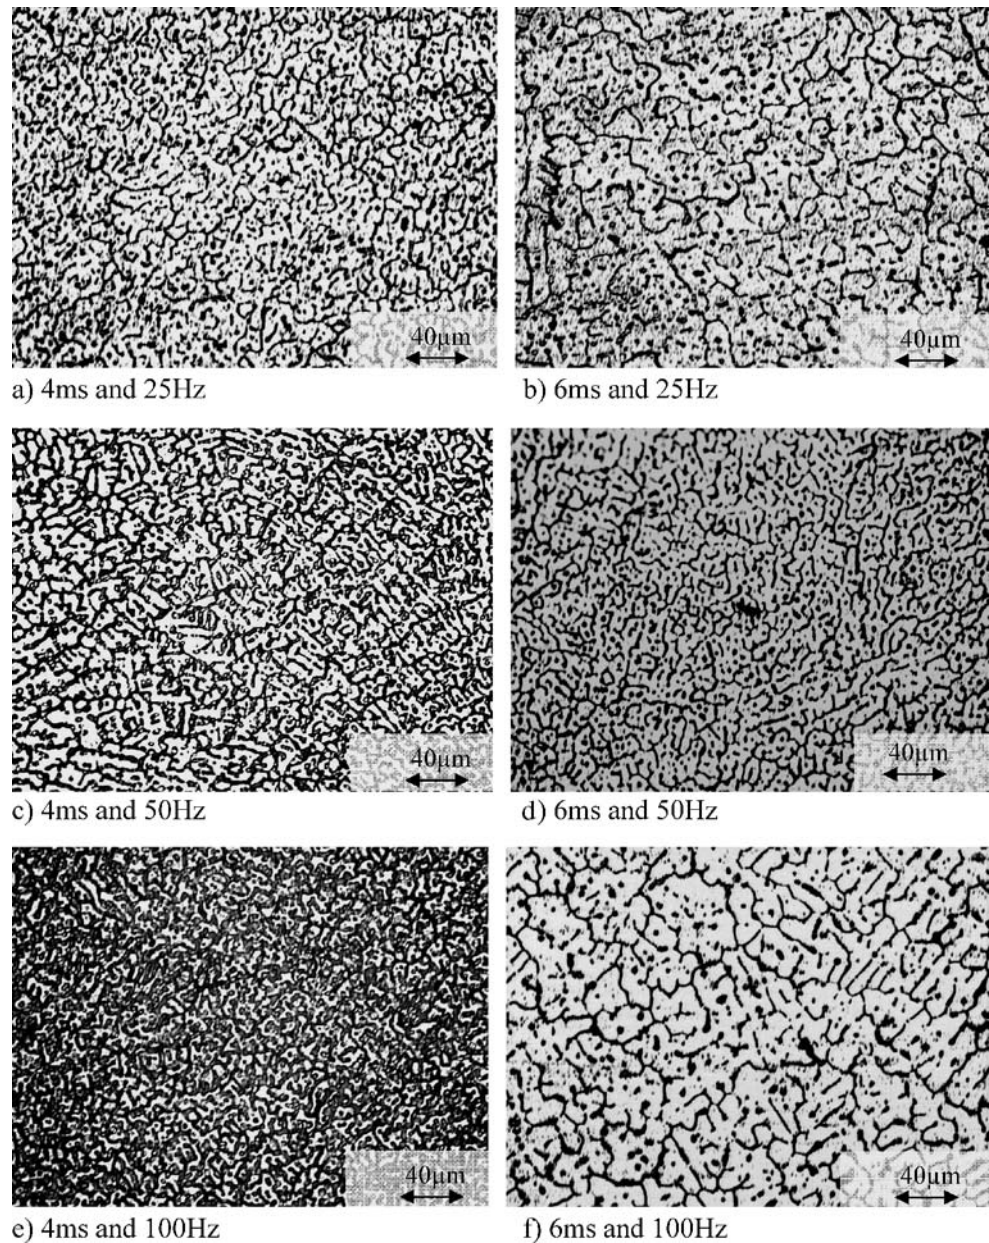 40μm
40μm
a) 4ms and 25Hz
b) 6ms and 25Hz
40μm
40μm
c) 4ms and 50Hz
d) 6ms and 50Hz
40μm
40μm
e) 4ms and 100Hz
f) 6ms and 100Hz